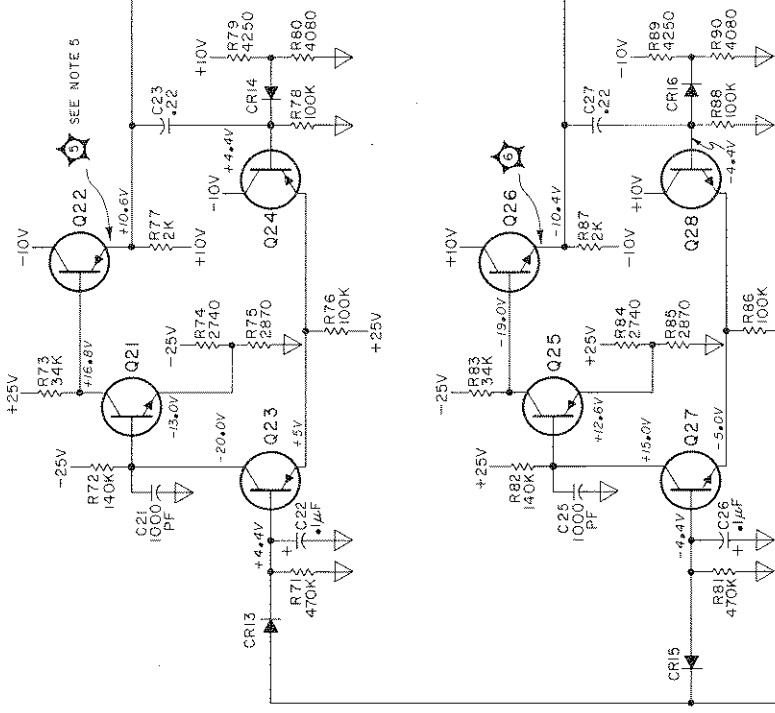 +25V
R73
34K
+16.8V
-10V
Q22
5
SEE NOTE 5
+10.6V
R77
2K
+10V
C23
.22
+10V
R79
4250
CR14
R80
4080
R78
100K
+4.4V
-10V
Q24
-25V
R72
140K
Q21
-13.0V
-25V
R74
2740
R75
2870
C21
1000
PF
-20.0V
Q23
+5V
R76
100K
+25V
+4.4V
C22
.1µF
+
R71
470K
CR13
-25V
R83
34K
-19.0V
+10V
Q26
6
-10.4V
R87
2K
-10V
C27
.22
-10V
R89
4250
CR16
R90
4080
R88
100K
-4.4V
+10V
Q28
+25V
R82
140K
Q25
+12.6V
+25V
R84
2740
R85
2870
C25
1000
PF
+15.0V
Q27
-5.0V
R86
100K
-4.4V
C26
.1µF
+
R81
470K
CR15